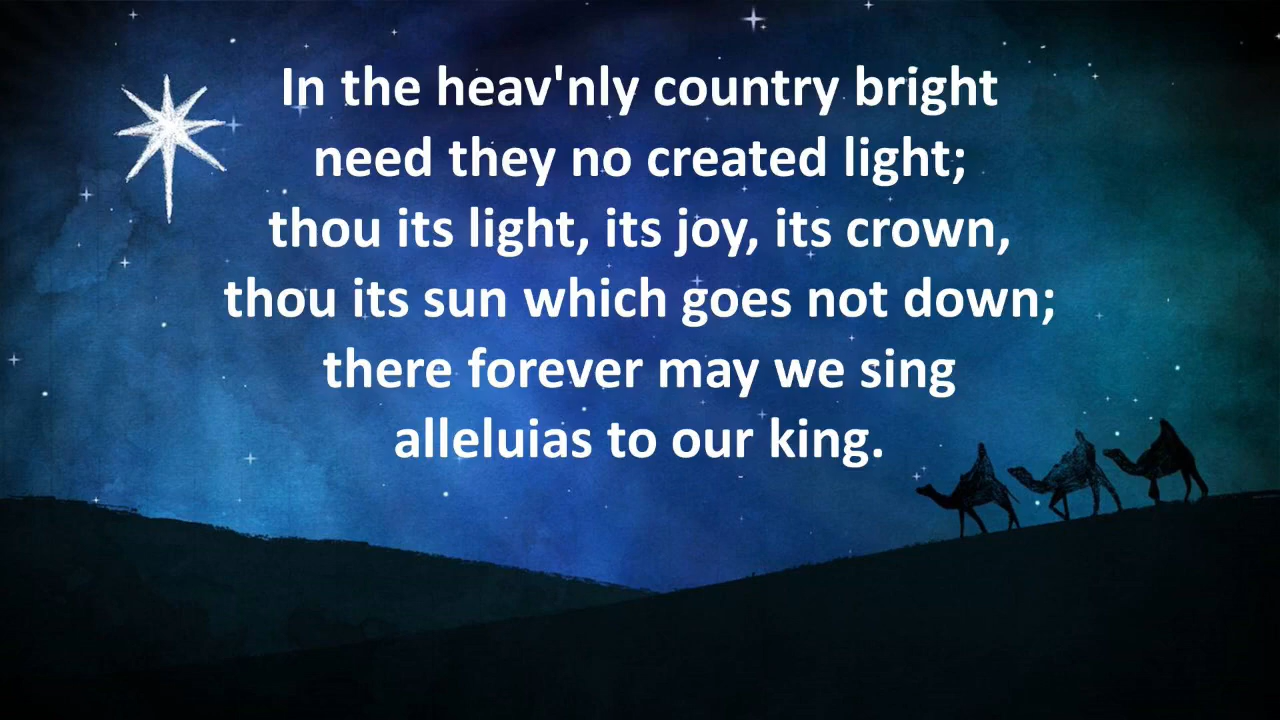 In the heav'nly country bright
need they no created light;
thou its light, its joy, its crown,
thou its sun which goes not down;
there forever may we sing
alleluias to our king.